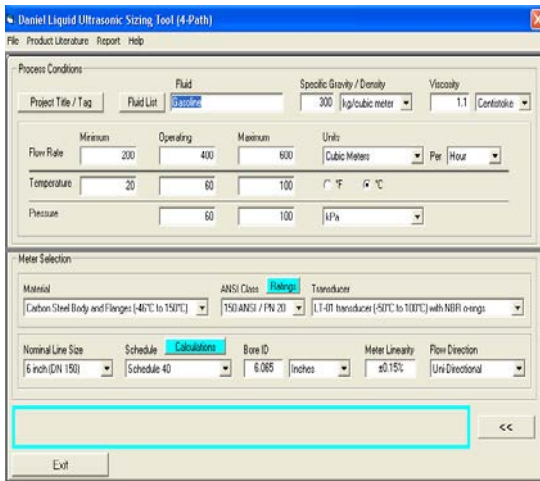 Daniel Liquid Ultrasonic Sizing Tool (4-Path)
File Product Literature Report Help
Process Conditions
Fluid Specific Gravity / Density Viscosity
Project Title / Tag Fluid List Gasoline 300 kg/cubic meter 1.1 Centistoke
Minimum Operating Maximum Units
Flow Rate 200 400 600 Cubic Meters Per Hour
Temperature 20 60 100 °F °C
Pressure 60 100 kPa
Meter Selection
Material ANSI Class Ratings Transducer
Carbon Steel Body and Flanges (-46°C to 150°C) 150 ANSI / PN 20 LT-01 transducer (-50°C to 100°C) with NBR o-rings
Nominal Line Size Schedule Calculations Bore ID Meter Linearity Flow Direction
6 inch (DN 150) Schedule 40 6.065 Inches ±0.15% Uni-Directional
<<
Exit